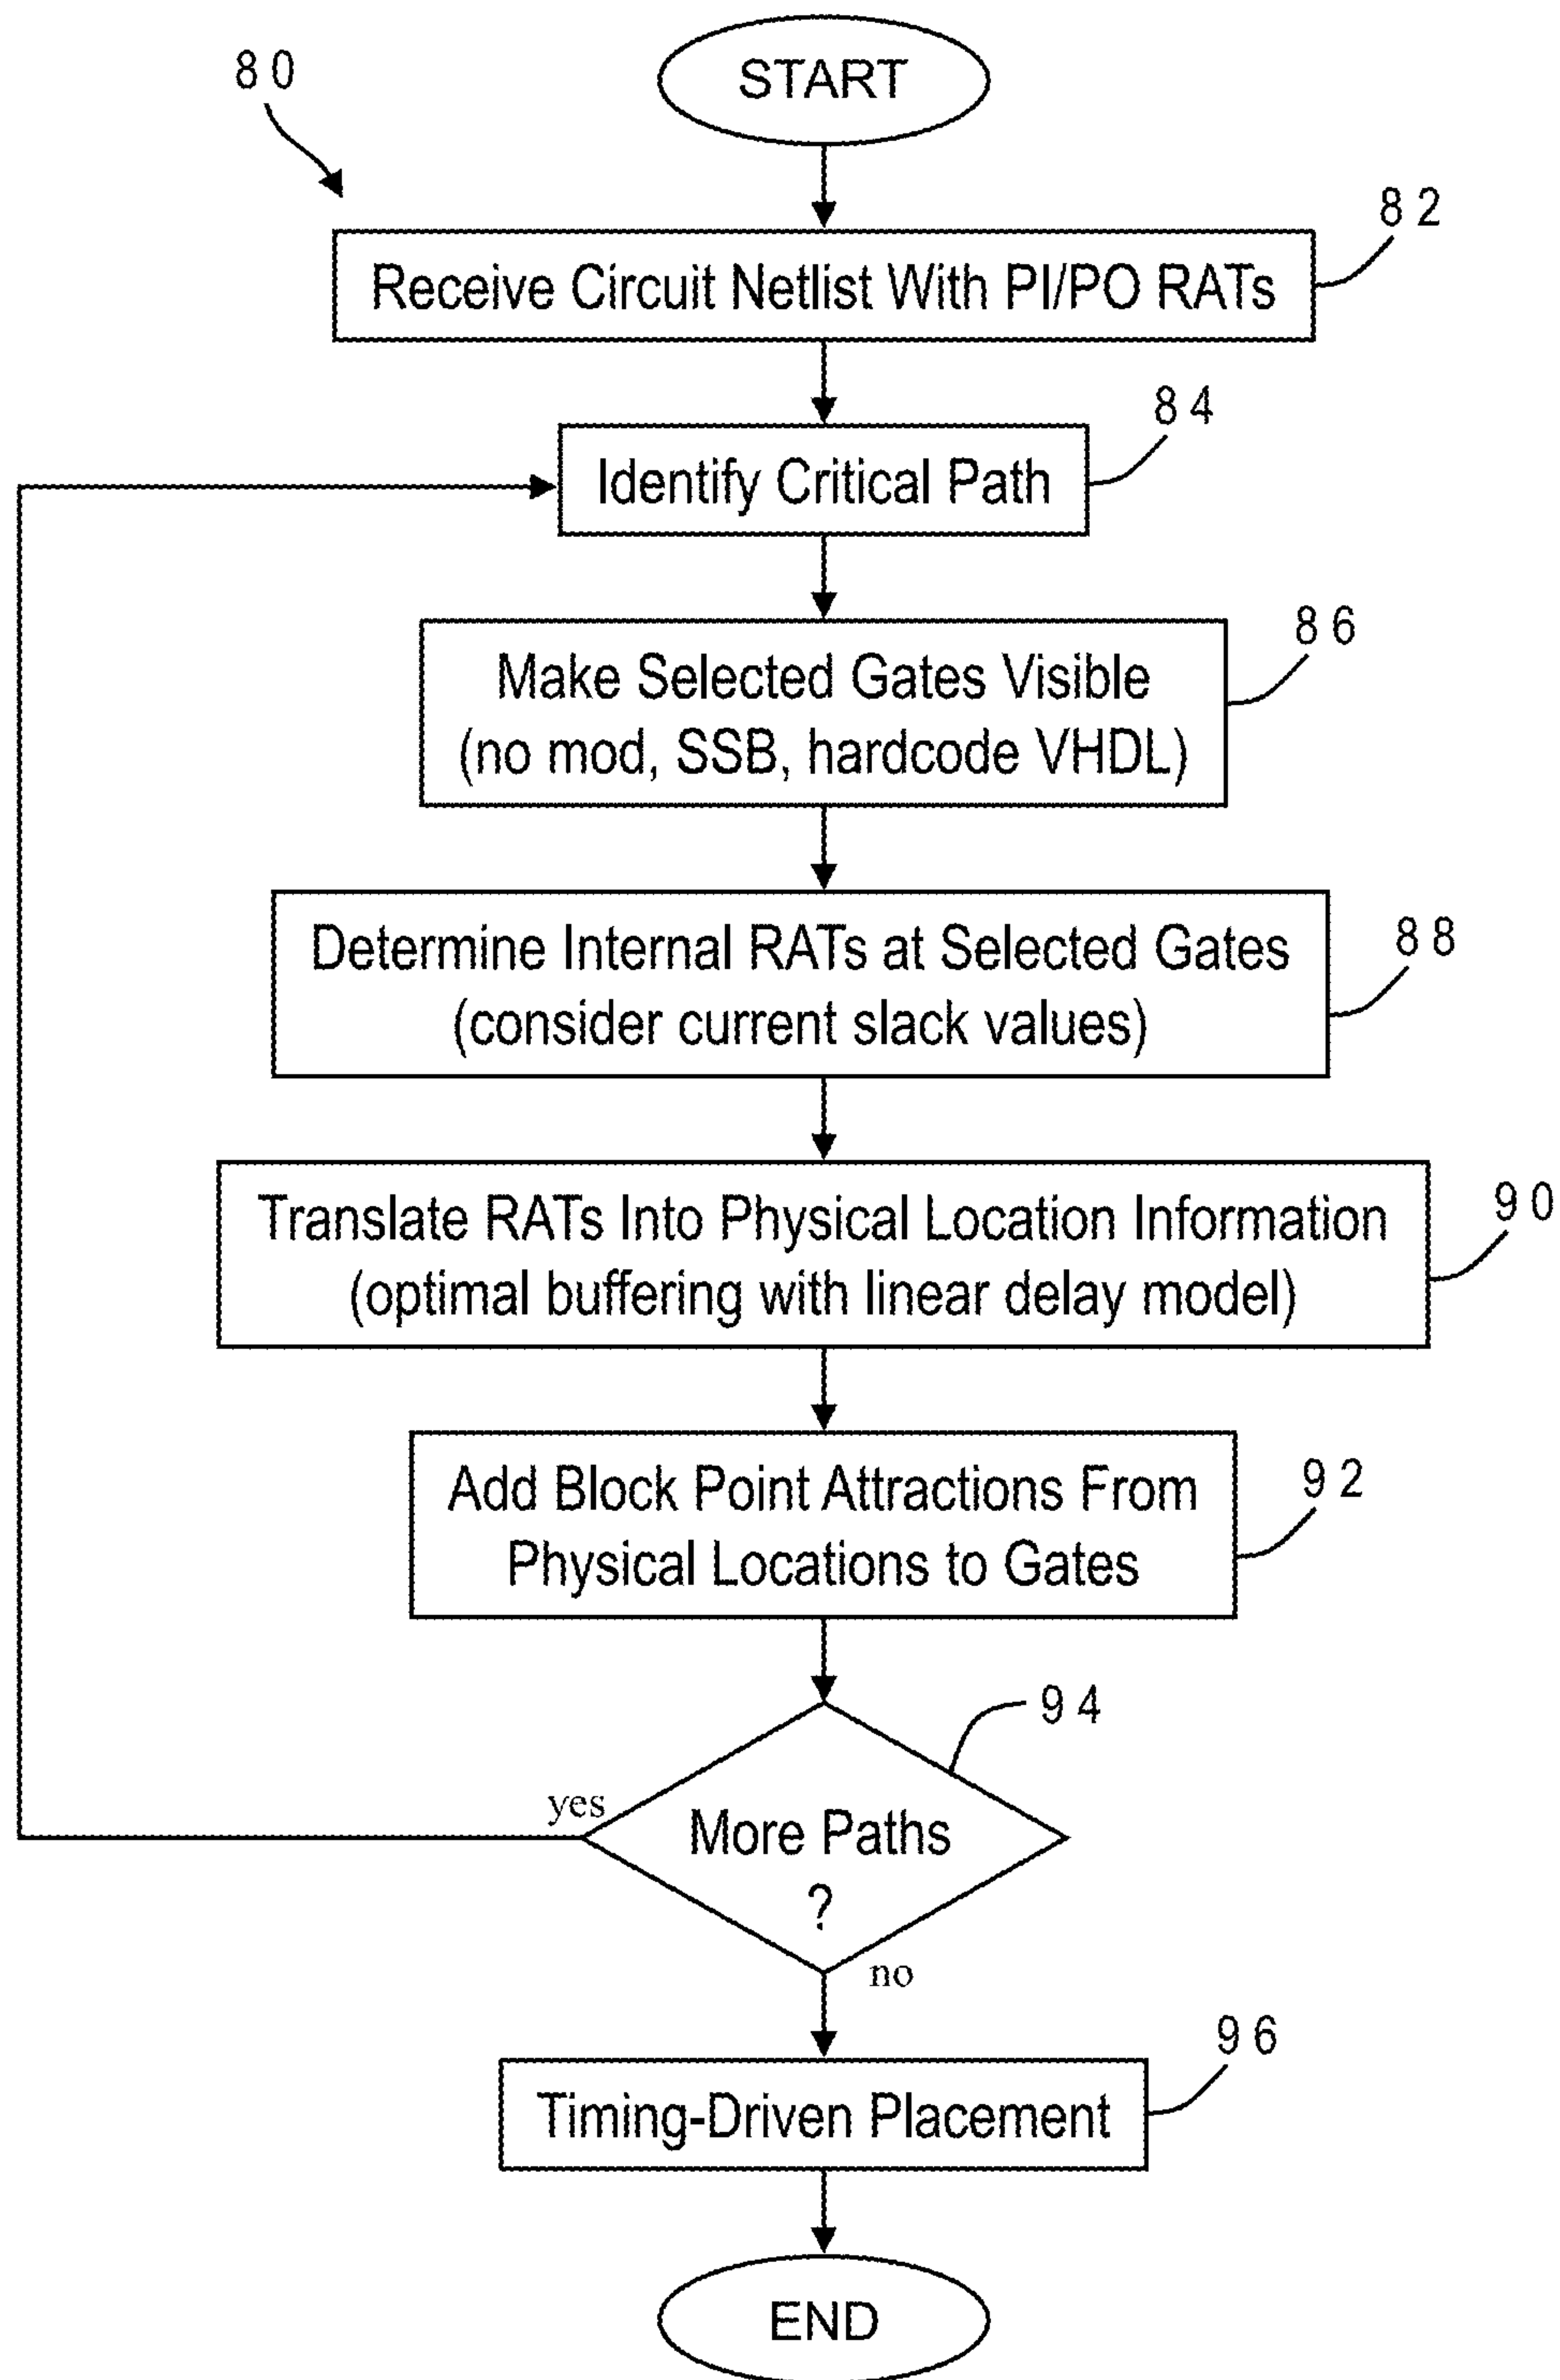 START
80
82
Receive Circuit Netlist With PI/PO RATs
84
Identify Critical Path
86
Make Selected Gates Visible
(no mod, SSB, hardcode VHDL)
88
Determine Internal RATs at Selected Gates
(consider current slack values)
90
Translate RATs Into Physical Location Information
(optimal buffering with linear delay model)
92
Add Block Point Attractions From
Physical Locations to Gates
94
yes
More Paths
?
no
96
Timing-Driven Placement
END